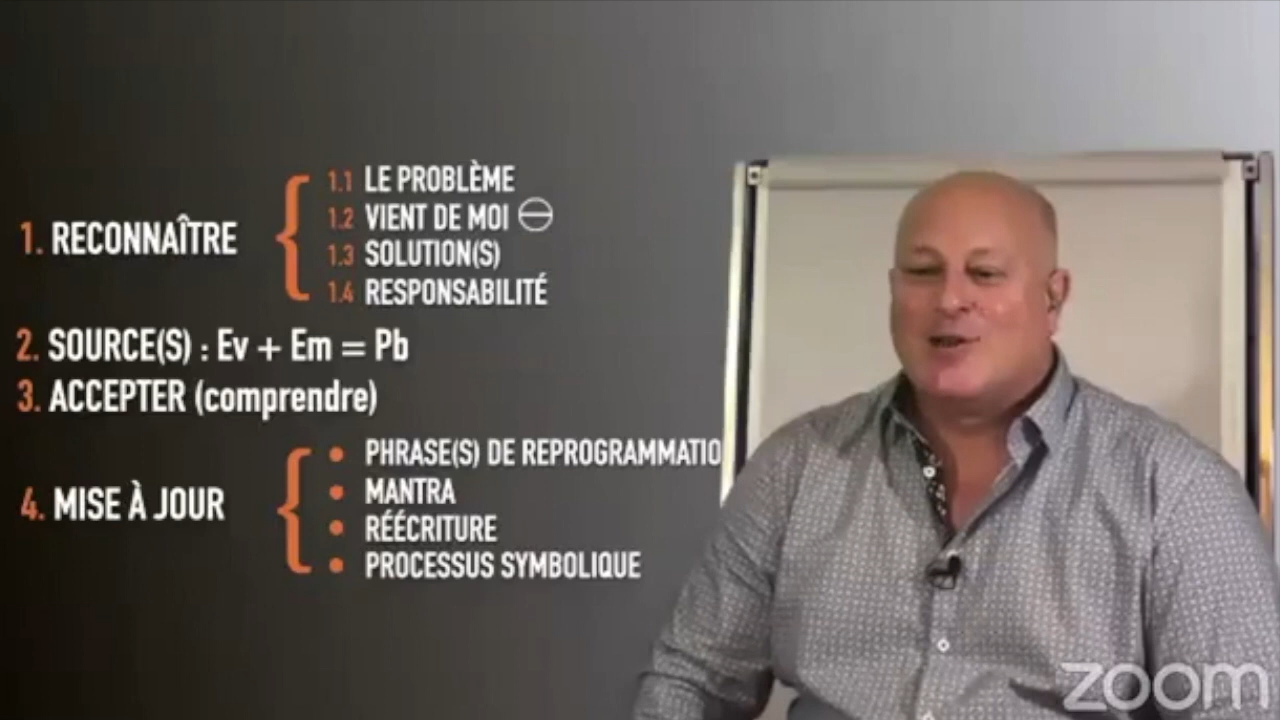 1. RECONNAÎTRE
1.1 LE PROBLÈME
1.2 VIENT DE MOI ⊖
1.3 SOLUTION(S)
1.4 RESPONSABILITÉ
2. SOURCE(S) : Ev + Em = Pb
3. ACCEPTER (comprendre)
4. MISE À JOUR
• PHRASE(S) DE REPROGRAMMATIO
• MANTRA
• RÉÉCRITURE
• PROCESSUS SYMBOLIQUE
zoom